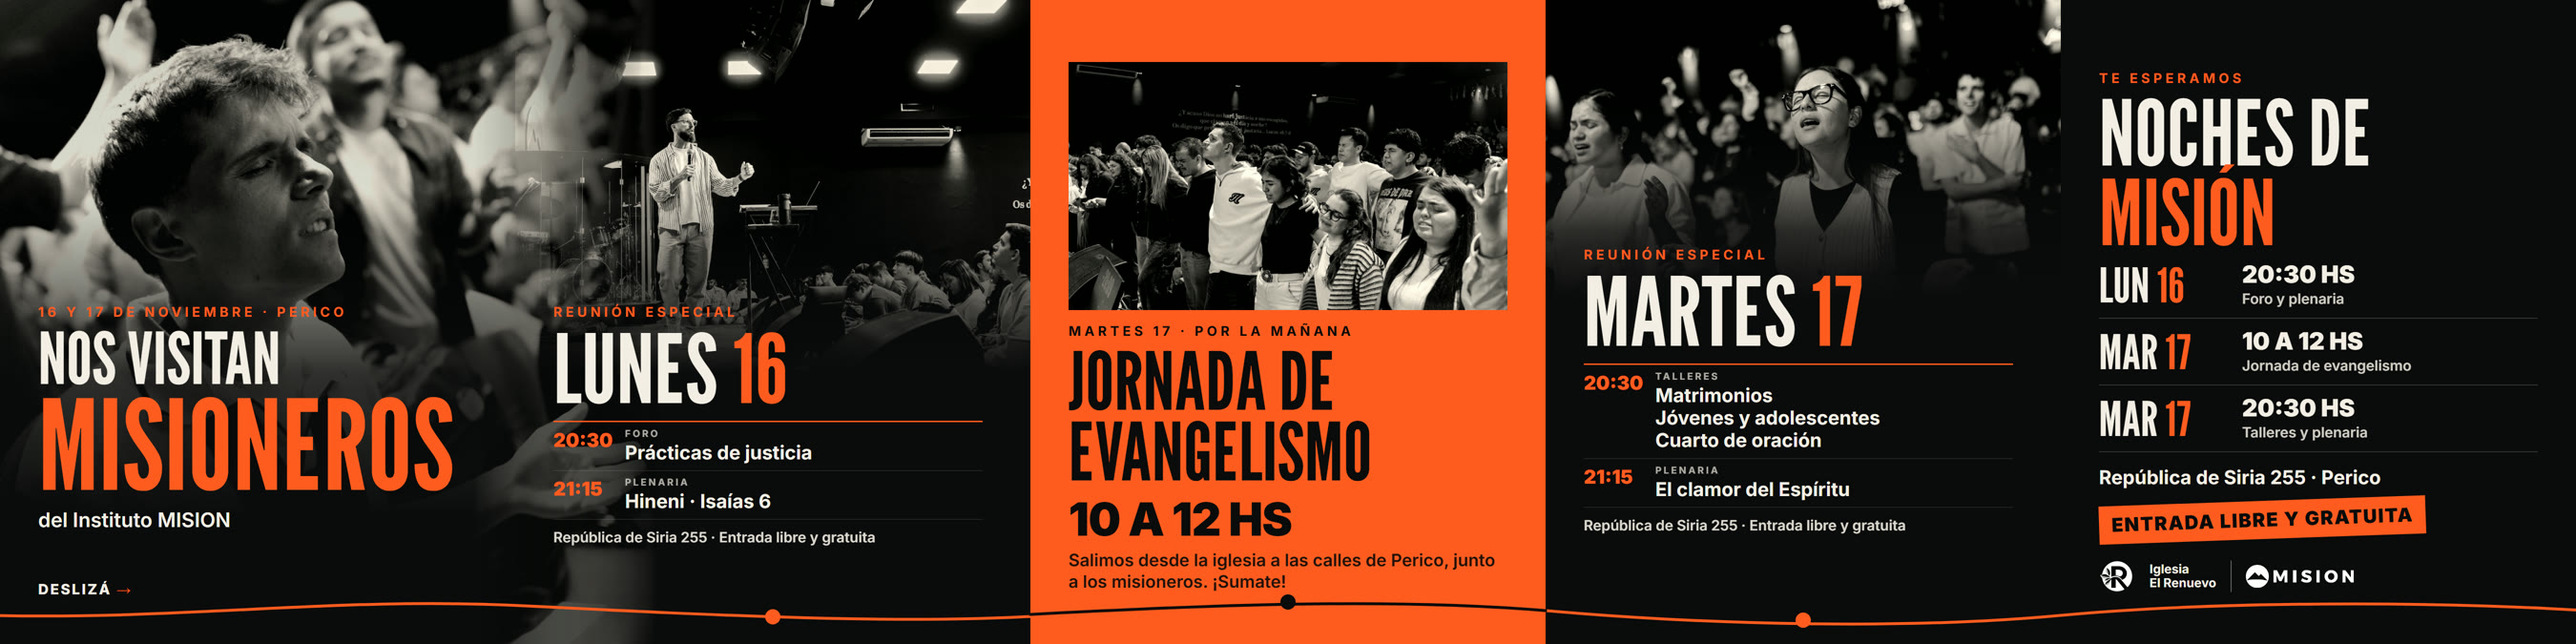 16 Y 17 DE NOVIEMBRE · PERICO
NOS VISITAN
MISIONEROS
del Instituto MISION
DESLIZÁ →
REUNIÓN ESPECIAL
LUNES 16
20:30 FORO
Prácticas de justicia
21:15 PLENARIA
Hineni · Isaías 6
República de Siria 255 · Entrada libre y gratuita
MARTES 17 · POR LA MAÑANA
JORNADA DE
EVANGELISMO
10 A 12 HS
Salimos desde la iglesia a las calles de Perico, junto
a los misioneros. ¡Sumate!
REUNIÓN ESPECIAL
MARTES 17
20:30 TALLERES
Matrimonios
Jóvenes y adolescentes
Cuarto de oración
21:15 PLENARIA
El clamor del Espíritu
República de Siria 255 · Entrada libre y gratuita
TE ESPERAMOS
NOCHES DE
MISIÓN
LUN 16 20:30 HS
Foro y plenaria
MAR 17 10 A 12 HS
Jornada de evangelismo
MAR 17 20:30 HS
Talleres y plenaria
República de Siria 255 · Perico
ENTRADA LIBRE Y GRATUITA
Iglesia
El Renuevo
MISION